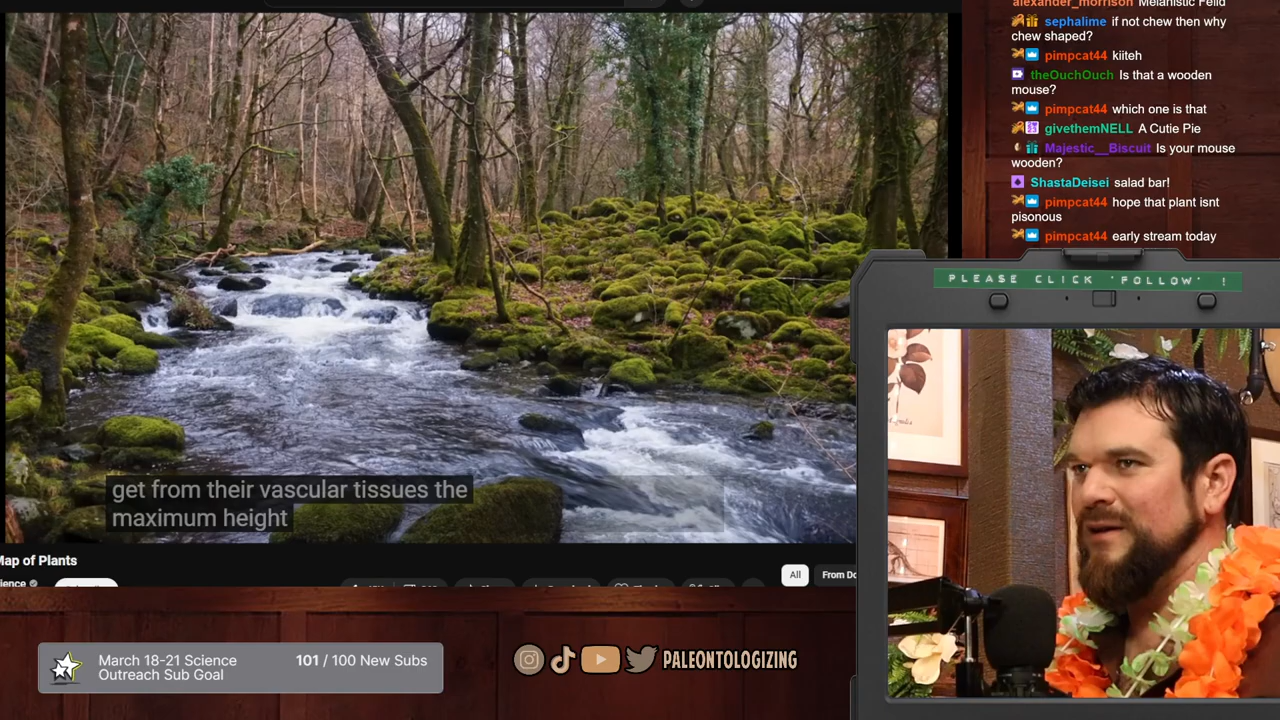 alexander_morrison Melanistic Felid
sephalime if not chew then why
chew shaped?
pimpcat44 kiiteh
theOuchOuch Is that a wooden
mouse?
pimpcat44 which one is that
givethemNELL A Cutie Pie
Majestic__Biscuit Is your mouse
wooden?
ShastaDeisei salad bar!
pimpcat44 hope that plant isnt
pisonous
pimpcat44 early stream today
PLEASE CLICK 'FOLLOW' !
get from their vascular tissues the
maximum height
Map of Plants
All
From Do
March 18-21 Science
Outreach Sub Goal
101 / 100 New Subs
PALEONTOLOGIZING